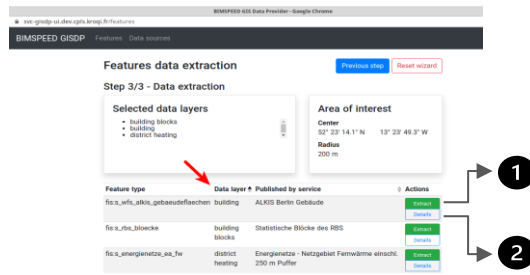 BIMSPEED GIS Data Provider - Google Chrome
svc-gisdp-ui.dev.cpls.kroqi.fr/features
BIMSPEED GISDP Features Data sources
Features data extraction
Previous step Reset wizard
Step 3/3 - Data extraction
Selected data layers
• building blocks
• building
• district heating
Area of interest
Center
52° 23' 14.1" N 13° 23' 49.3" W
Radius
200 m
Feature type Data layer Published by service Actions
fis:s_wfs_alkis_gebaeudeflaechen building ALKIS Berlin Gebäude Extract
Details
1
fis:s_rbs_bloecke building blocks Statistische Blöcke des RBS Extract
Details
2
fis:s_energienetze_ea_fw district heating Energienetze - Netzgebiet Fernwärme einschl. 250 m Puffer Extract
Details